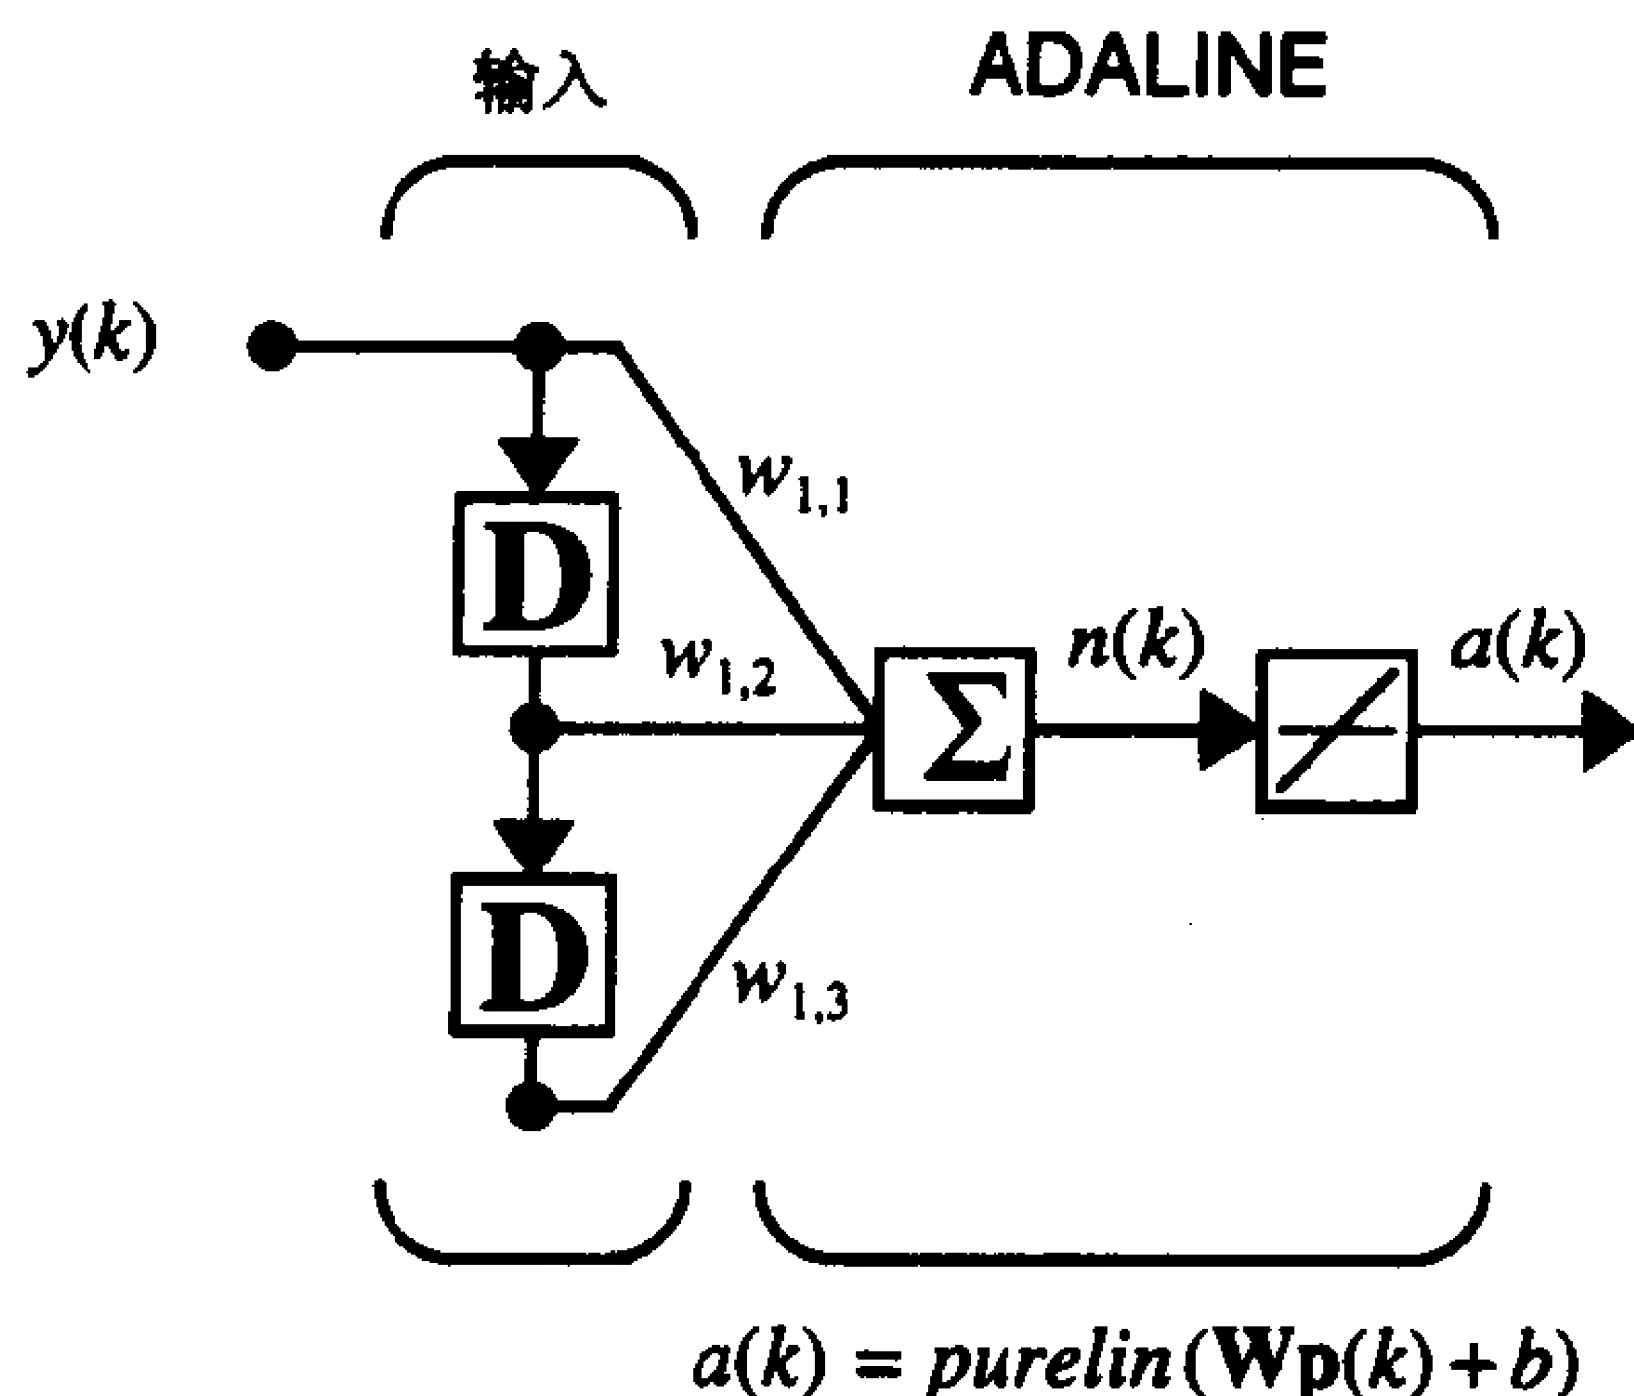 输入
ADALINE
y(k)
w1,1
D
w1,2
n(k)
a(k)
Σ
D
w1,3
a(k) = purelin(Wp(k) + b)